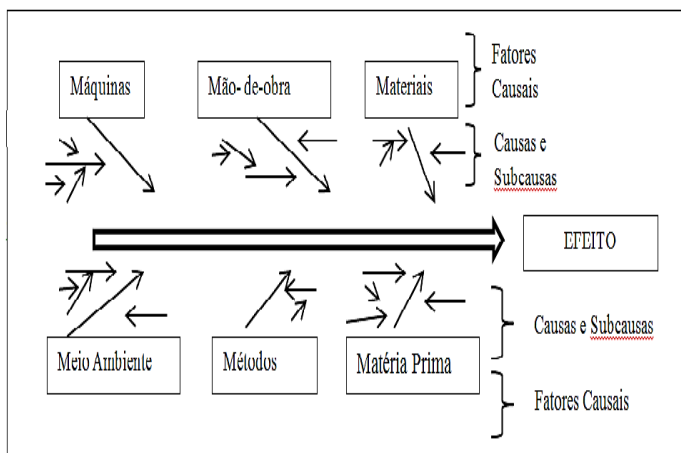 Máquinas
Mão- de-obra
Materiais
Fatores
Causais
Causas e
Subcausas
EFEITO
Causas e Subcausas
Meio Ambiente
Métodos
Matéria Prima
Fatores Causais